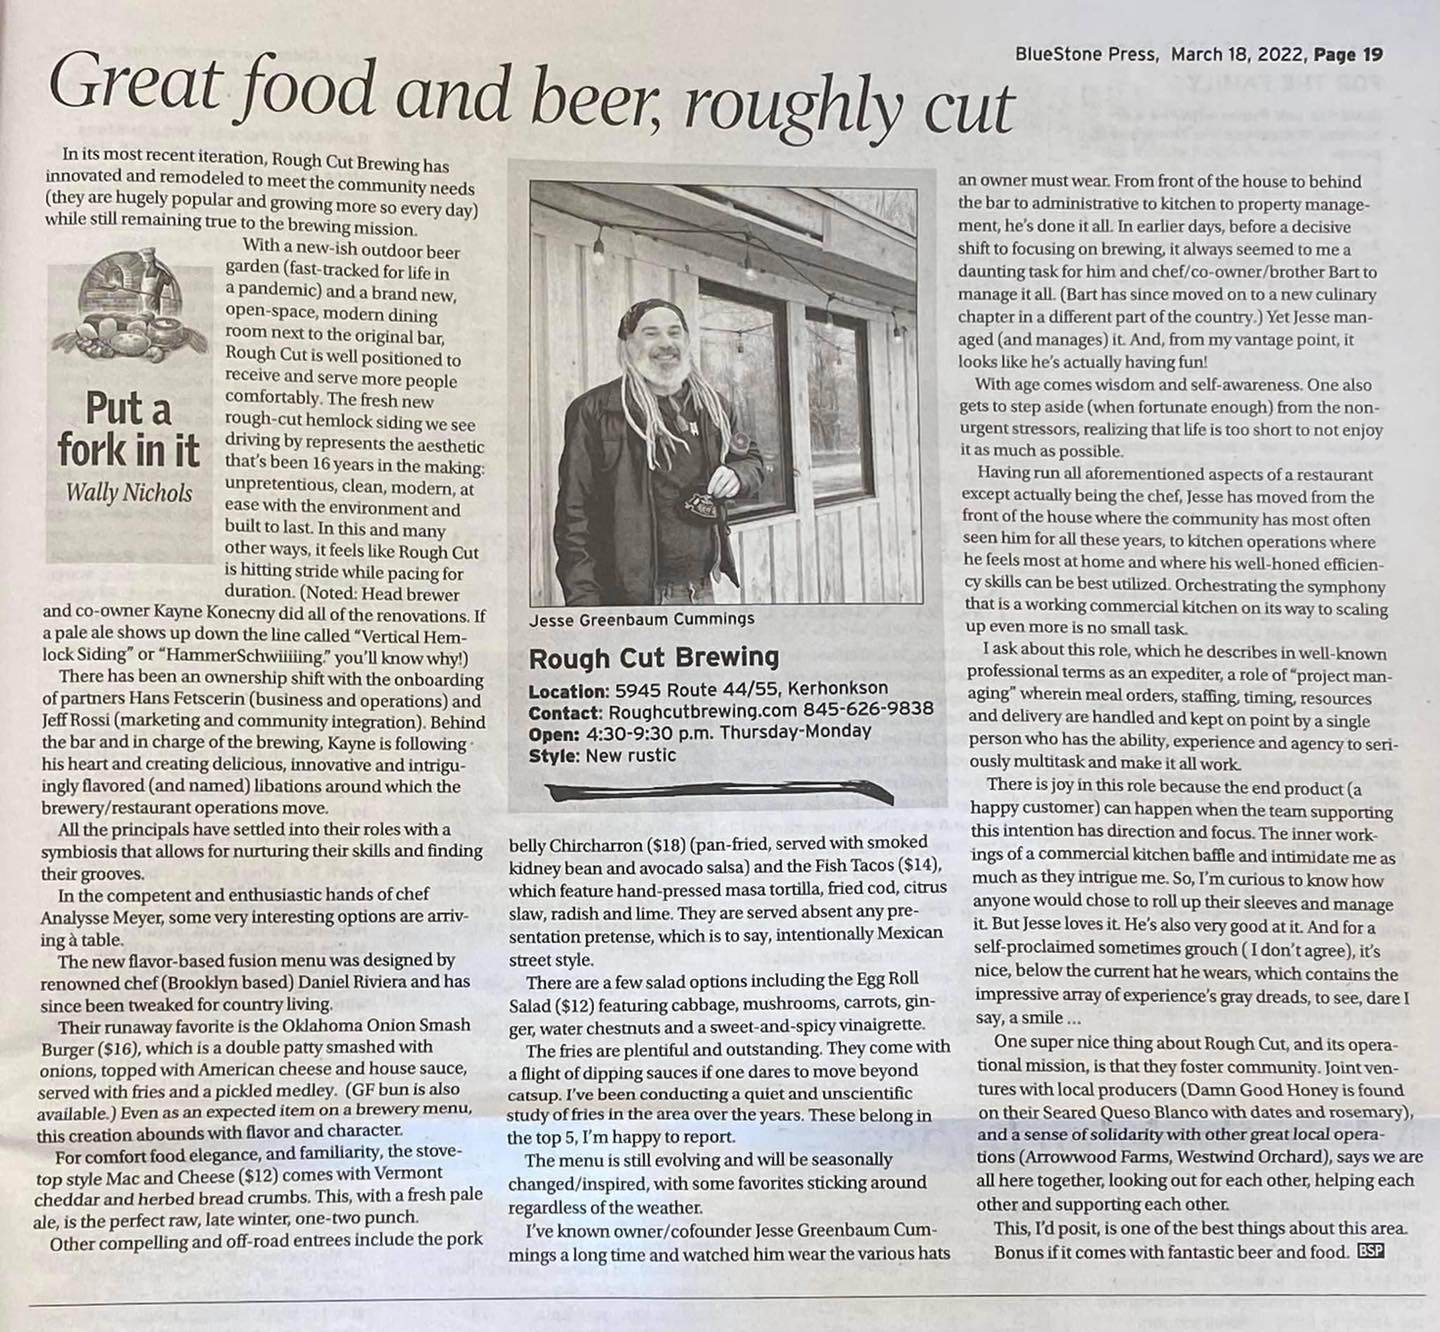 BlueStone Press, March 18, 2022, Page 19
Great food and beer, roughly cut
In its most recent iteration, Rough Cut Brewing has
innovated and remodeled to meet the community needs
(they are hugely popular and growing more so every day)
while still remaining true to the brewing mission.
Put a
fork in it
Wally Nichols
With a new-ish outdoor beer
garden (fast-tracked for life in
a pandemic) and a brand new,
open-space, modern dining
room next to the original bar,
Rough Cut is well positioned to
receive and serve more people
comfortably. The fresh new
rough-cut hemlock siding we see
driving by represents the aesthetic
that's been 16 years in the making:
unpretentious, clean, modern, at
ease with the environment and
built to last. In this and many
other ways, it feels like Rough Cut
is hitting stride while pacing for
duration. (Noted: Head brewer
and co-owner Kayne Konecny did all of the renovations. If
a pale ale shows up down the line called "Vertical Hem-
lock Siding" or "HammerSchwiiiiing." you'll know why!)
There has been an ownership shift with the onboarding
of partners Hans Fetscerin (business and operations) and
Jeff Rossi (marketing and community integration). Behind
the bar and in charge of the brewing, Kayne is following
his heart and creating delicious, innovative and intrigu-
ingly flavored (and named) libations around which the
brewery/restaurant operations move.
All the principals have settled into their roles with a
symbiosis that allows for nurturing their skills and finding
their grooves.
In the competent and enthusiastic hands of chef
Analysse Meyer, some very interesting options are arriv-
ing à table.
The new flavor-based fusion menu was designed by
renowned chef (Brooklyn based) Daniel Riviera and has
since been tweaked for country living.
Their runaway favorite is the Oklahoma Onion Smash
Burger ($16), which is a double patty smashed with
onions, topped with American cheese and house sauce,
served with fries and a pickled medley. (GF bun is also
available.) Even as an expected item on a brewery menu,
this creation abounds with flavor and character.
For comfort food elegance, and familiarity, the stove-
top style Mac and Cheese ($12) comes with Vermont
cheddar and herbed bread crumbs. This, with a fresh pale
ale, is the perfect raw, late winter, one-two punch.
Other compelling and off-road entrees include the pork
Jesse Greenbaum Cummings
Rough Cut Brewing
Location: 5945 Route 44/55, Kerhonkson
Contact: Roughcutbrewing.com 845-626-9838
Open: 4:30-9:30 p.m. Thursday-Monday
Style: New rustic
belly Chircharron ($18) (pan-fried, served with smoked
kidney bean and avocado salsa) and the Fish Tacos ($14),
which feature hand-pressed masa tortilla, fried cod, citrus
slaw, radish and lime. They are served absent any pre-
sentation pretense, which is to say, intentionally Mexican
street style.
There are a few salad options including the Egg Roll
Salad ($12) featuring cabbage, mushrooms, carrots, gin-
ger, water chestnuts and a sweet-and-spicy vinaigrette.
The fries are plentiful and outstanding. They come with
a flight of dipping sauces if one dares to move beyond
catsup. I've been conducting a quiet and unscientific
study of fries in the area over the years. These belong in
the top 5, I'm happy to report.
The menu is still evolving and will be seasonally
changed/inspired, with some favorites sticking around
regardless of the weather.
I've known owner/cofounder Jesse Greenbaum Cum-
mings a long time and watched him wear the various hats
an owner must wear. From front of the house to behind
the bar to administrative to kitchen to property manage-
ment, he's done it all. In earlier days, before a decisive
shift to focusing on brewing, it always seemed to me a
daunting task for him and chef/co-owner/brother Bart to
manage it all. (Bart has since moved on to a new culinary
chapter in a different part of the country.) Yet Jesse man-
aged (and manages) it. And, from my vantage point, it
looks like he's actually having fun!
With age comes wisdom and self-awareness. One also
gets to step aside (when fortunate enough) from the non-
urgent stressors, realizing that life is too short to not enjoy
it as much as possible.
Having run all aforementioned aspects of a restaurant
except actually being the chef, Jesse has moved from the
front of the house where the community has most often
seen him for all these years, to kitchen operations where
he feels most at home and where his well-honed efficien-
cy skills can be best utilized. Orchestrating the symphony
that is a working commercial kitchen on its way to scaling
up even more is no small task.
I ask about this role, which he describes in well-known
professional terms as an expediter, a role of "project man-
aging" wherein meal orders, staffing, timing, resources
and delivery are handled and kept on point by a single
person who has the ability, experience and agency to seri-
ously multitask and make it all work.
There is joy in this role because the end product (a
happy customer) can happen when the team supporting
this intention has direction and focus. The inner work-
ings of a commercial kitchen baffle and intimidate me as
much as they intrigue me. So, I'm curious to know how
anyone would chose to roll up their sleeves and manage
it. But Jesse loves it. He's also very good at it. And for a
self-proclaimed sometimes grouch ( I don't agree), it's
nice, below the current hat he wears, which contains the
impressive array of experience's gray dreads, to see, dare I
say, a smile ...
One super nice thing about Rough Cut, and its opera-
tional mission, is that they foster community. Joint ven-
tures with local producers (Damn Good Honey is found
on their Seared Queso Blanco with dates and rosemary),
and a sense of solidarity with other great local opera-
tions (Arrowwood Farms, Westwind Orchard), says we are
all here together, looking out for each other, helping each
other and supporting each other.
This, I'd posit, is one of the best things about this area.
Bonus if it comes with fantastic beer and food. BSP